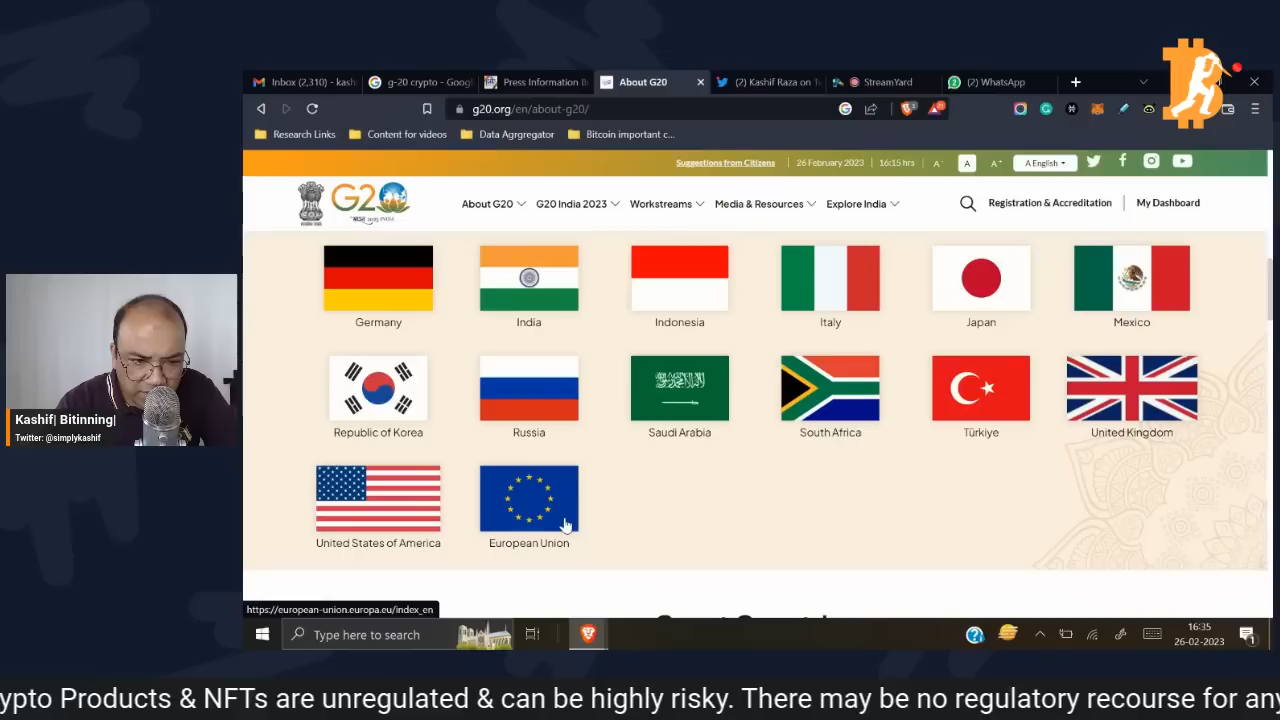 Inbox (2,310) - kash
g-20 crypto - Goog
Press Information B
About G20
(2) Kashif Raza on T
StreamYard
(2) WhatsApp
g20.org/en/about-g20/
Research Links
Content for videos
Data Agrgregator
Bitcoin important c...
Suggestions from Citizens
26 February 2023
16:15 hrs
A-
A
A+
A English
G20
About G20
G20 India 2023
Workstreams
Media & Resources
Explore India
Registration & Accreditation
My Dashboard
Germany
India
Indonesia
Italy
Japan
Mexico
Republic of Korea
Russia
Saudi Arabia
South Africa
Türkiye
United Kingdom
United States of America
European Union
https://european-union.europa.eu/index_en
Type here to search
16:35
26-02-2023
Kashif| Bitinning|
Twitter: @simplykashif
ypto Products & NFTs are unregulated & can be highly risky. There may be no regulatory recourse for any